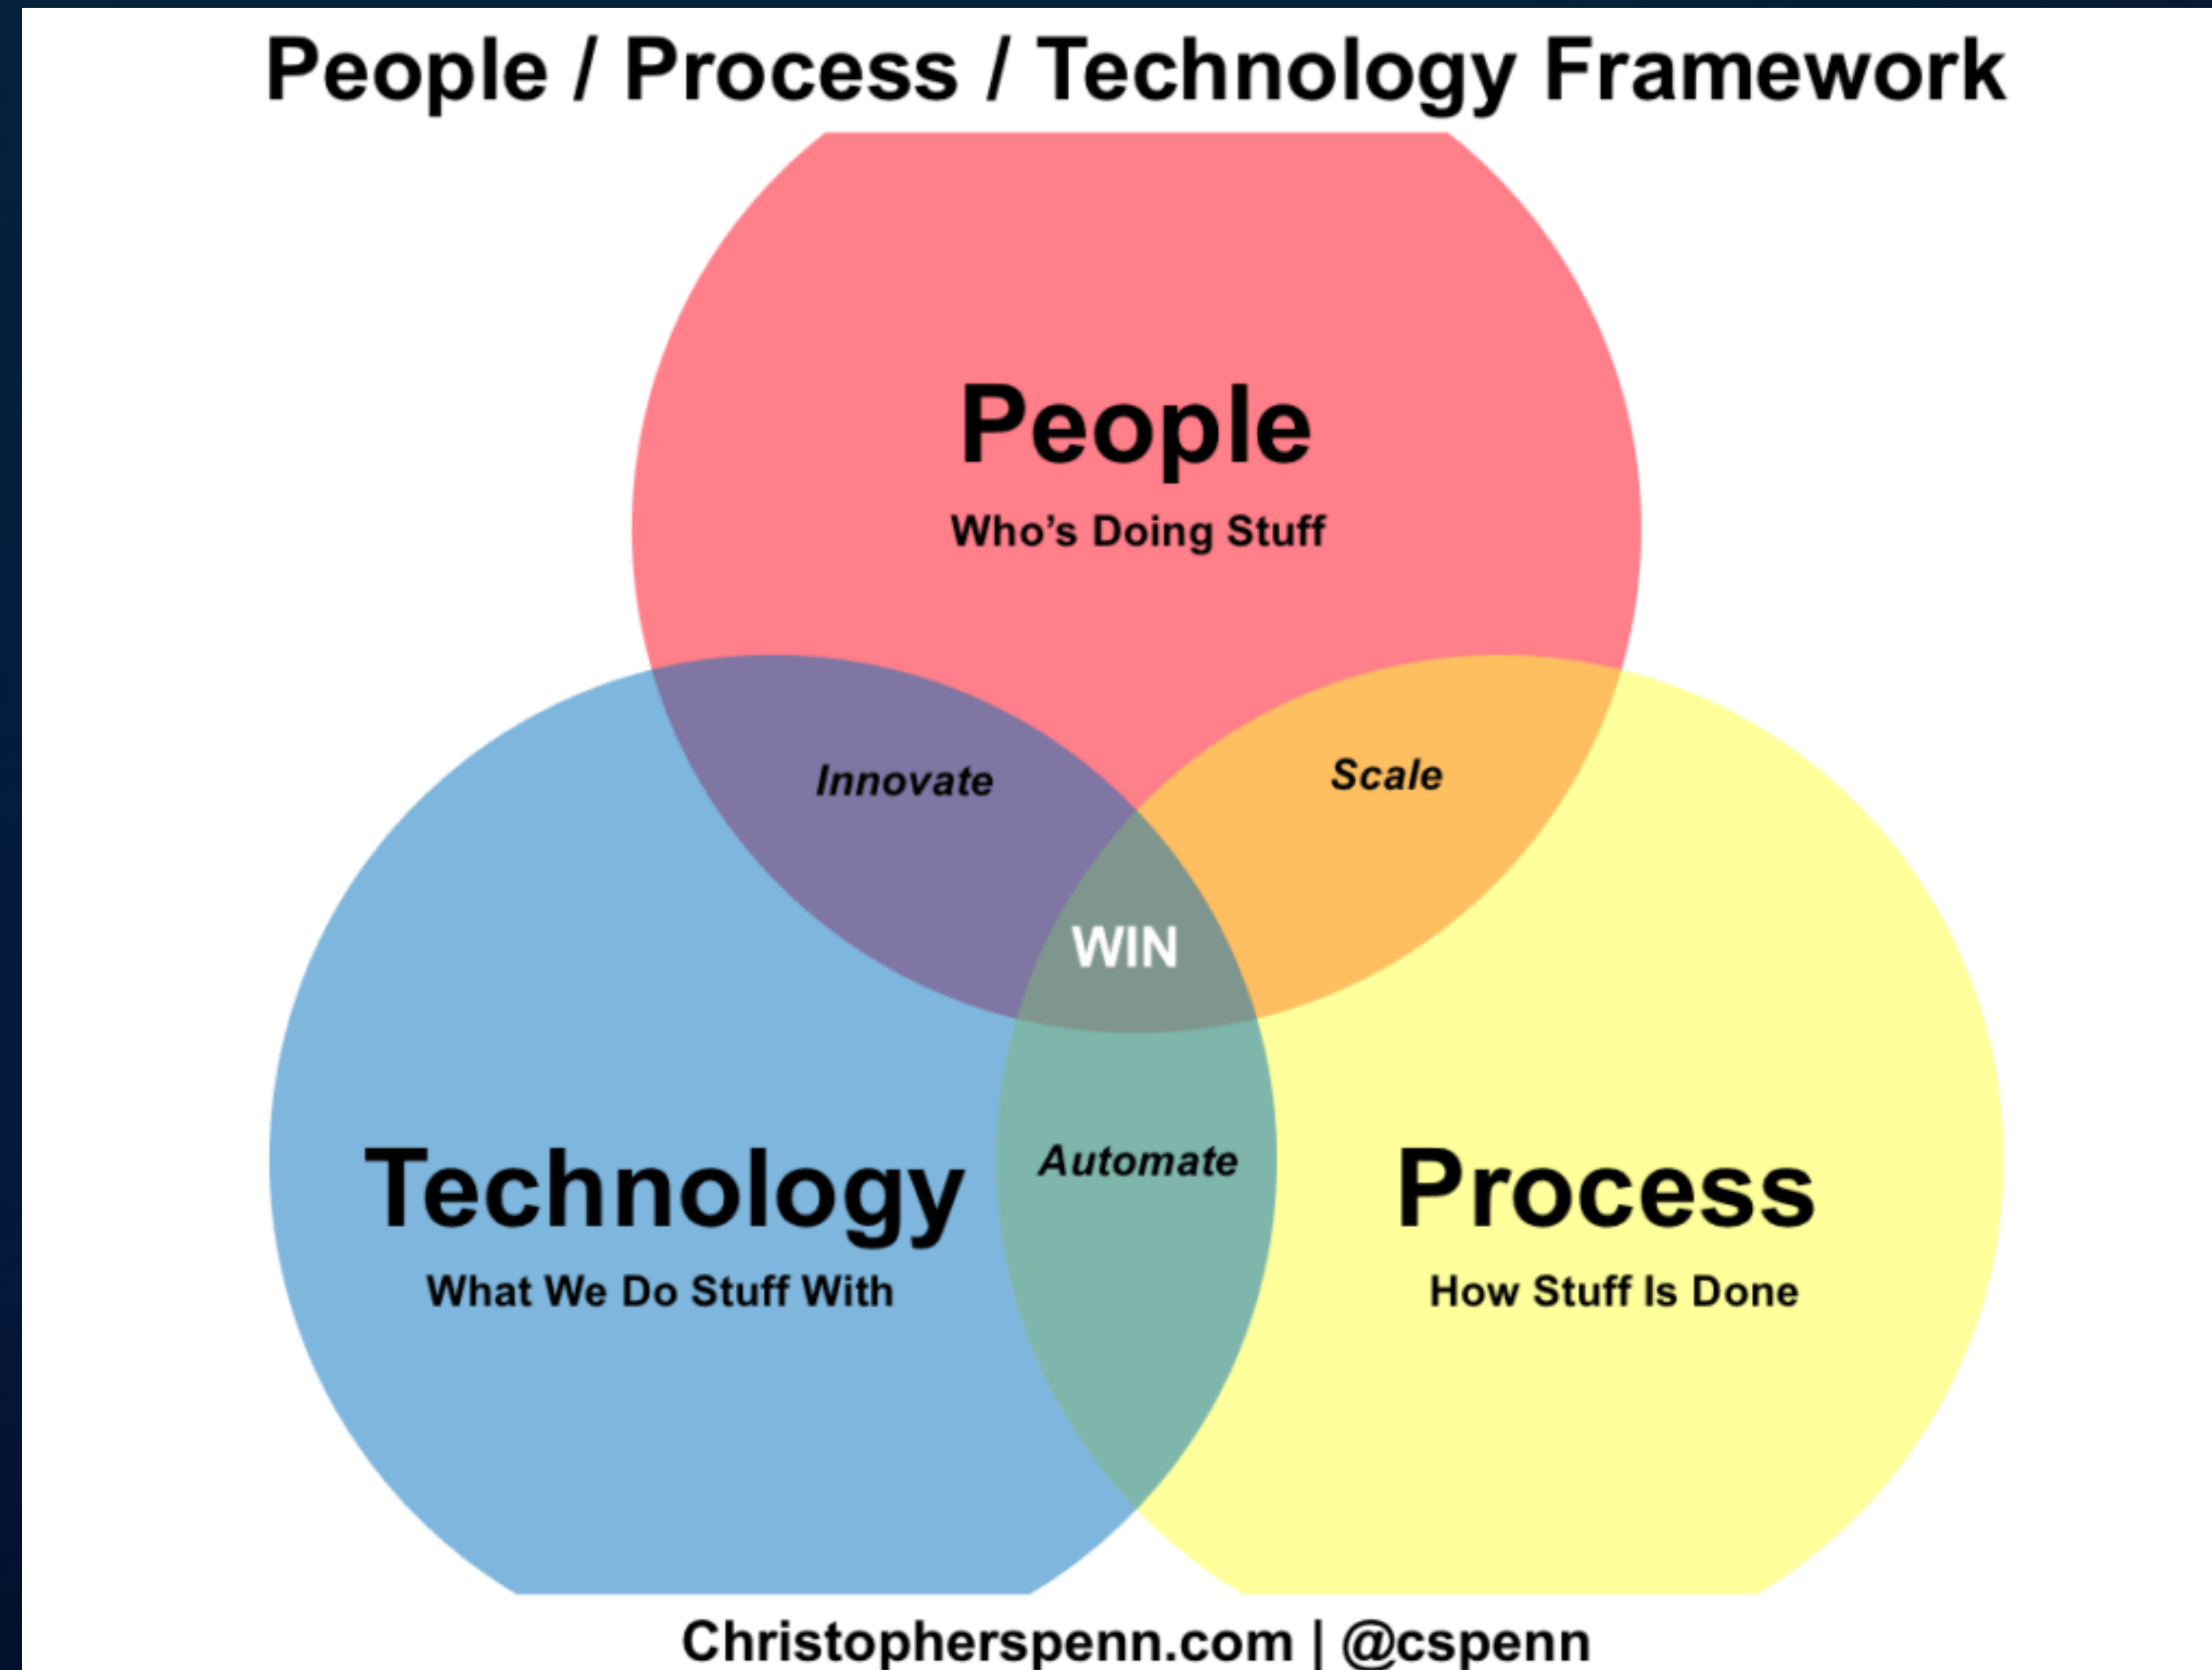 People / Process / Technology Framework
People
Who’s Doing Stuff
Innovate
Scale
WIN
Automate
Technology
What We Do Stuff With
Process
How Stuff Is Done
Christopherspenn.com | @cspenn